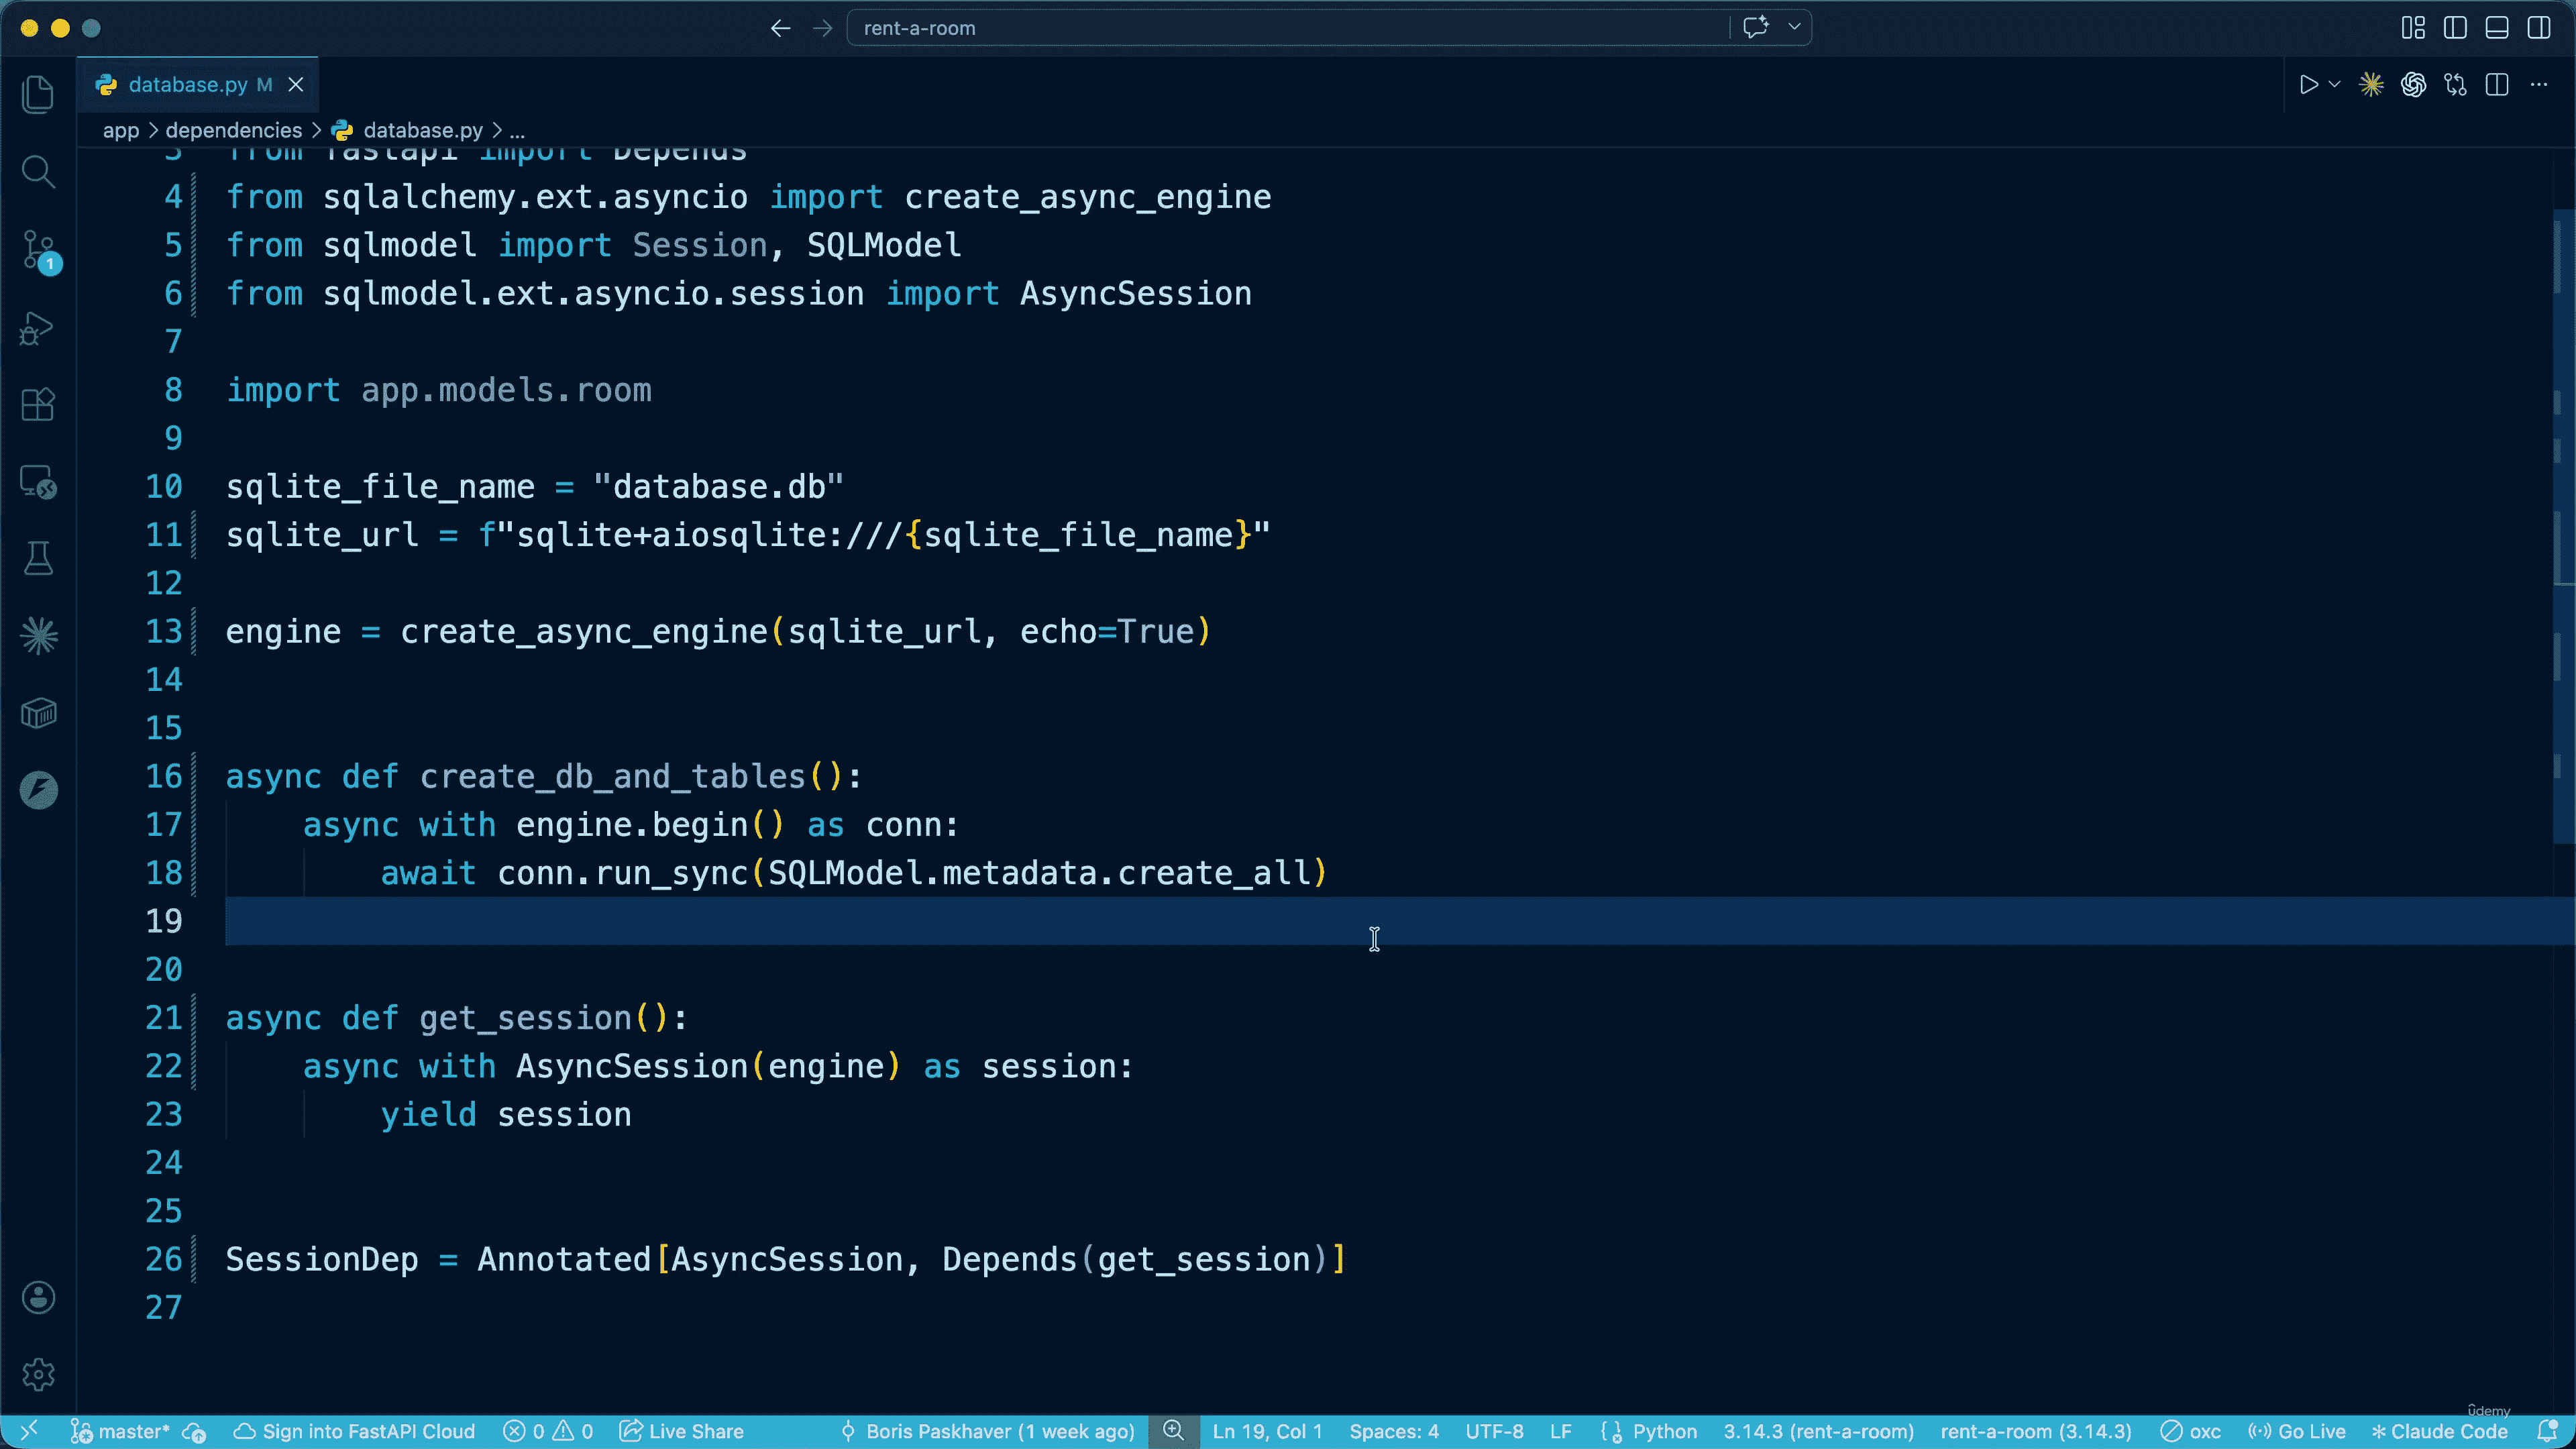 rent-a-room
database.py M
app > dependencies > database.py > ...
3 from fastapi import Depends
4 from sqlalchemy.ext.asyncio import create_async_engine
5 from sqlmodel import Session, SQLModel
6 from sqlmodel.ext.asyncio.session import AsyncSession
7
8 import app.models.room
9
10 sqlite_file_name = "database.db"
11 sqlite_url = f"sqlite+aiosqlite:///{sqlite_file_name}"
12
13 engine = create_async_engine(sqlite_url, echo=True)
14
15
16 async def create_db_and_tables():
17 async with engine.begin() as conn:
18 await conn.run_sync(SQLModel.metadata.create_all)
19
20
21 async def get_session():
22 async with AsyncSession(engine) as session:
23 yield session
24
25
26 SessionDep = Annotated[AsyncSession, Depends(get_session)]
27
1
udemy
master* Sign into FastAPI Cloud 0 0 Live Share Boris Paskhaver (1 week ago) Ln 19, Col 1 Spaces: 4 UTF-8 LF Python 3.14.3 (rent-a-room) rent-a-room (3.14.3) oxc Go Live Claude Code